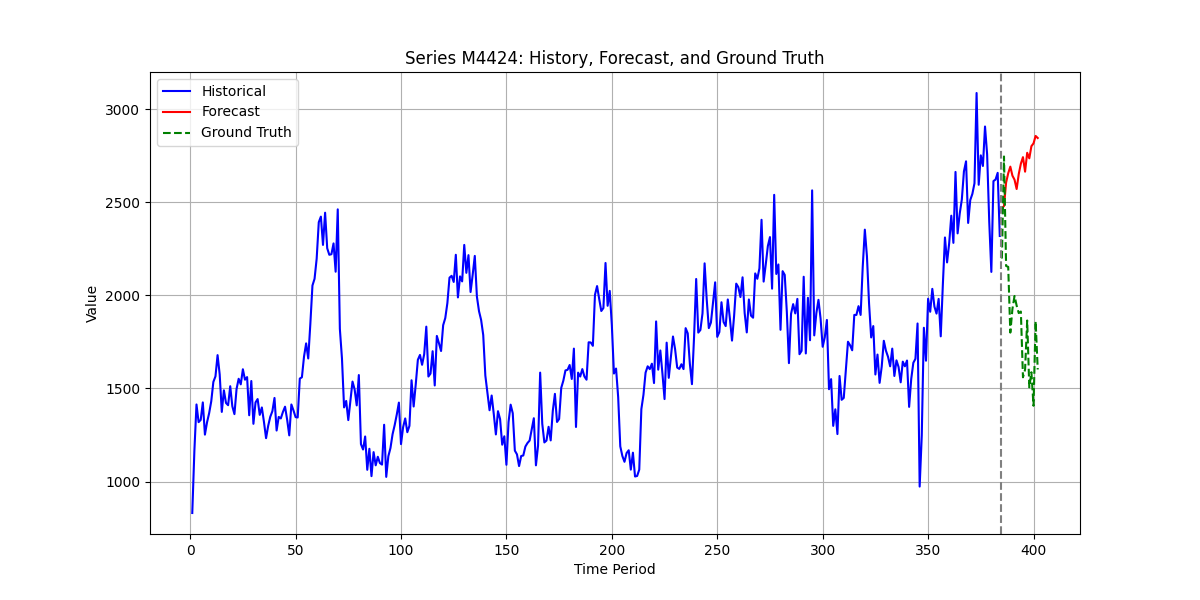 Series M4424: History, Forecast, and Ground Truth
Historical
Forecast
Ground Truth
3000
2500
2000
1500
1000
Value
0 50 100 150 200 250 300 350 400
Time Period